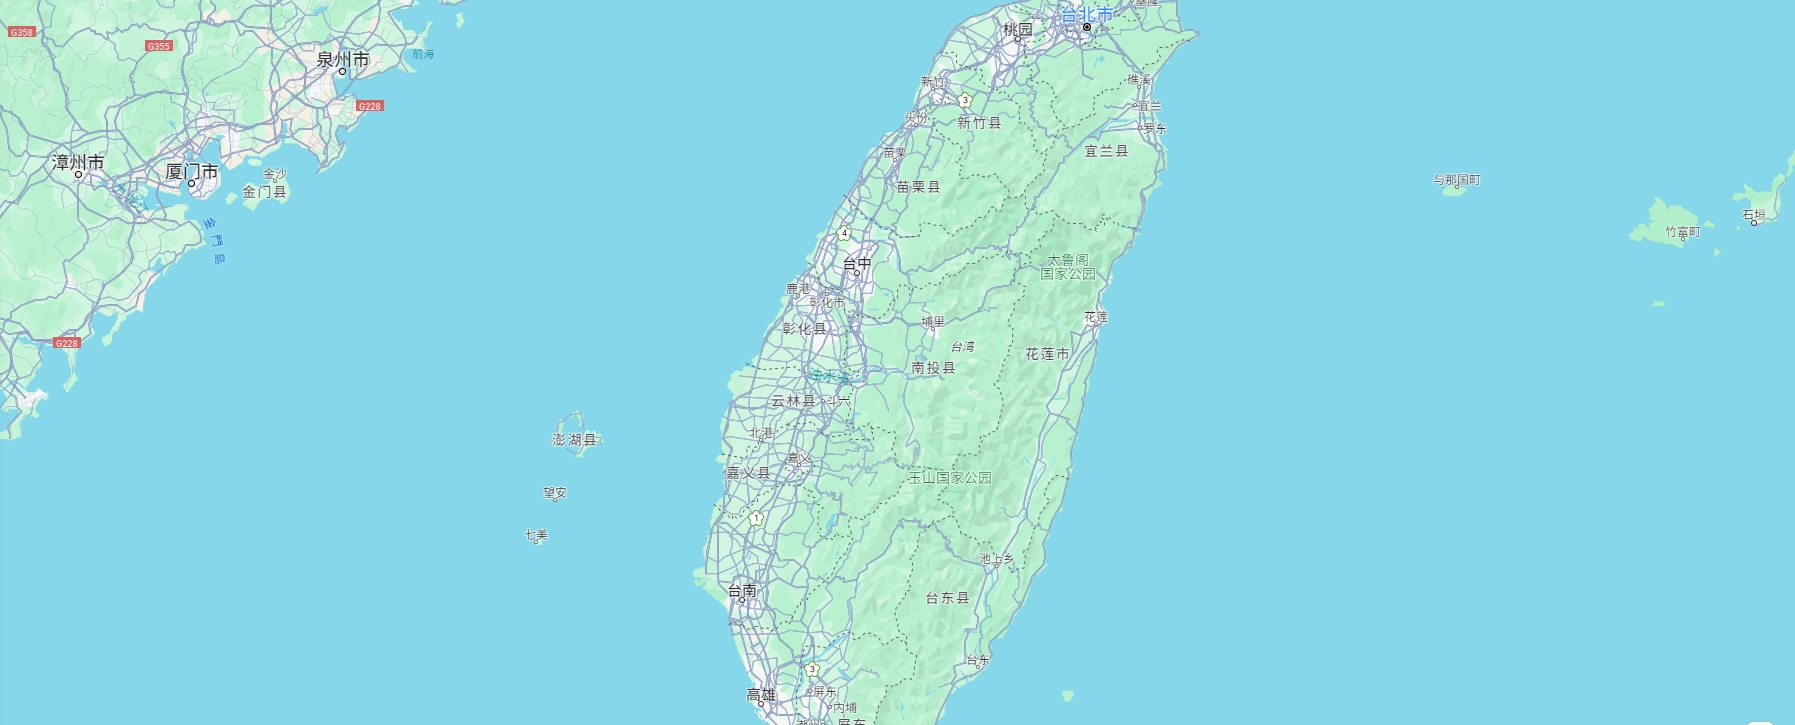 基隆
台北市
桃园
G358
G355
泉州市
前海
新竹
礁溪
3
G228
宜兰
头份
新竹县
罗东
宜兰县
苗栗
漳州市
厦门市
金沙
金门县
苗栗县
与那国町
石垣
竹富町
金門島
4
台中
太鲁阁
国家公园
鹿港
彰化市
花莲
埔里
彰化县
G228
台湾
花莲市
南投县
浊水溪
云林县
斗六
北港
澎湖县
嘉义
嘉义县
玉山国家公园
望安
1
七美
池上乡
台南
台东县
台东
3
高雄
屏东
内埔